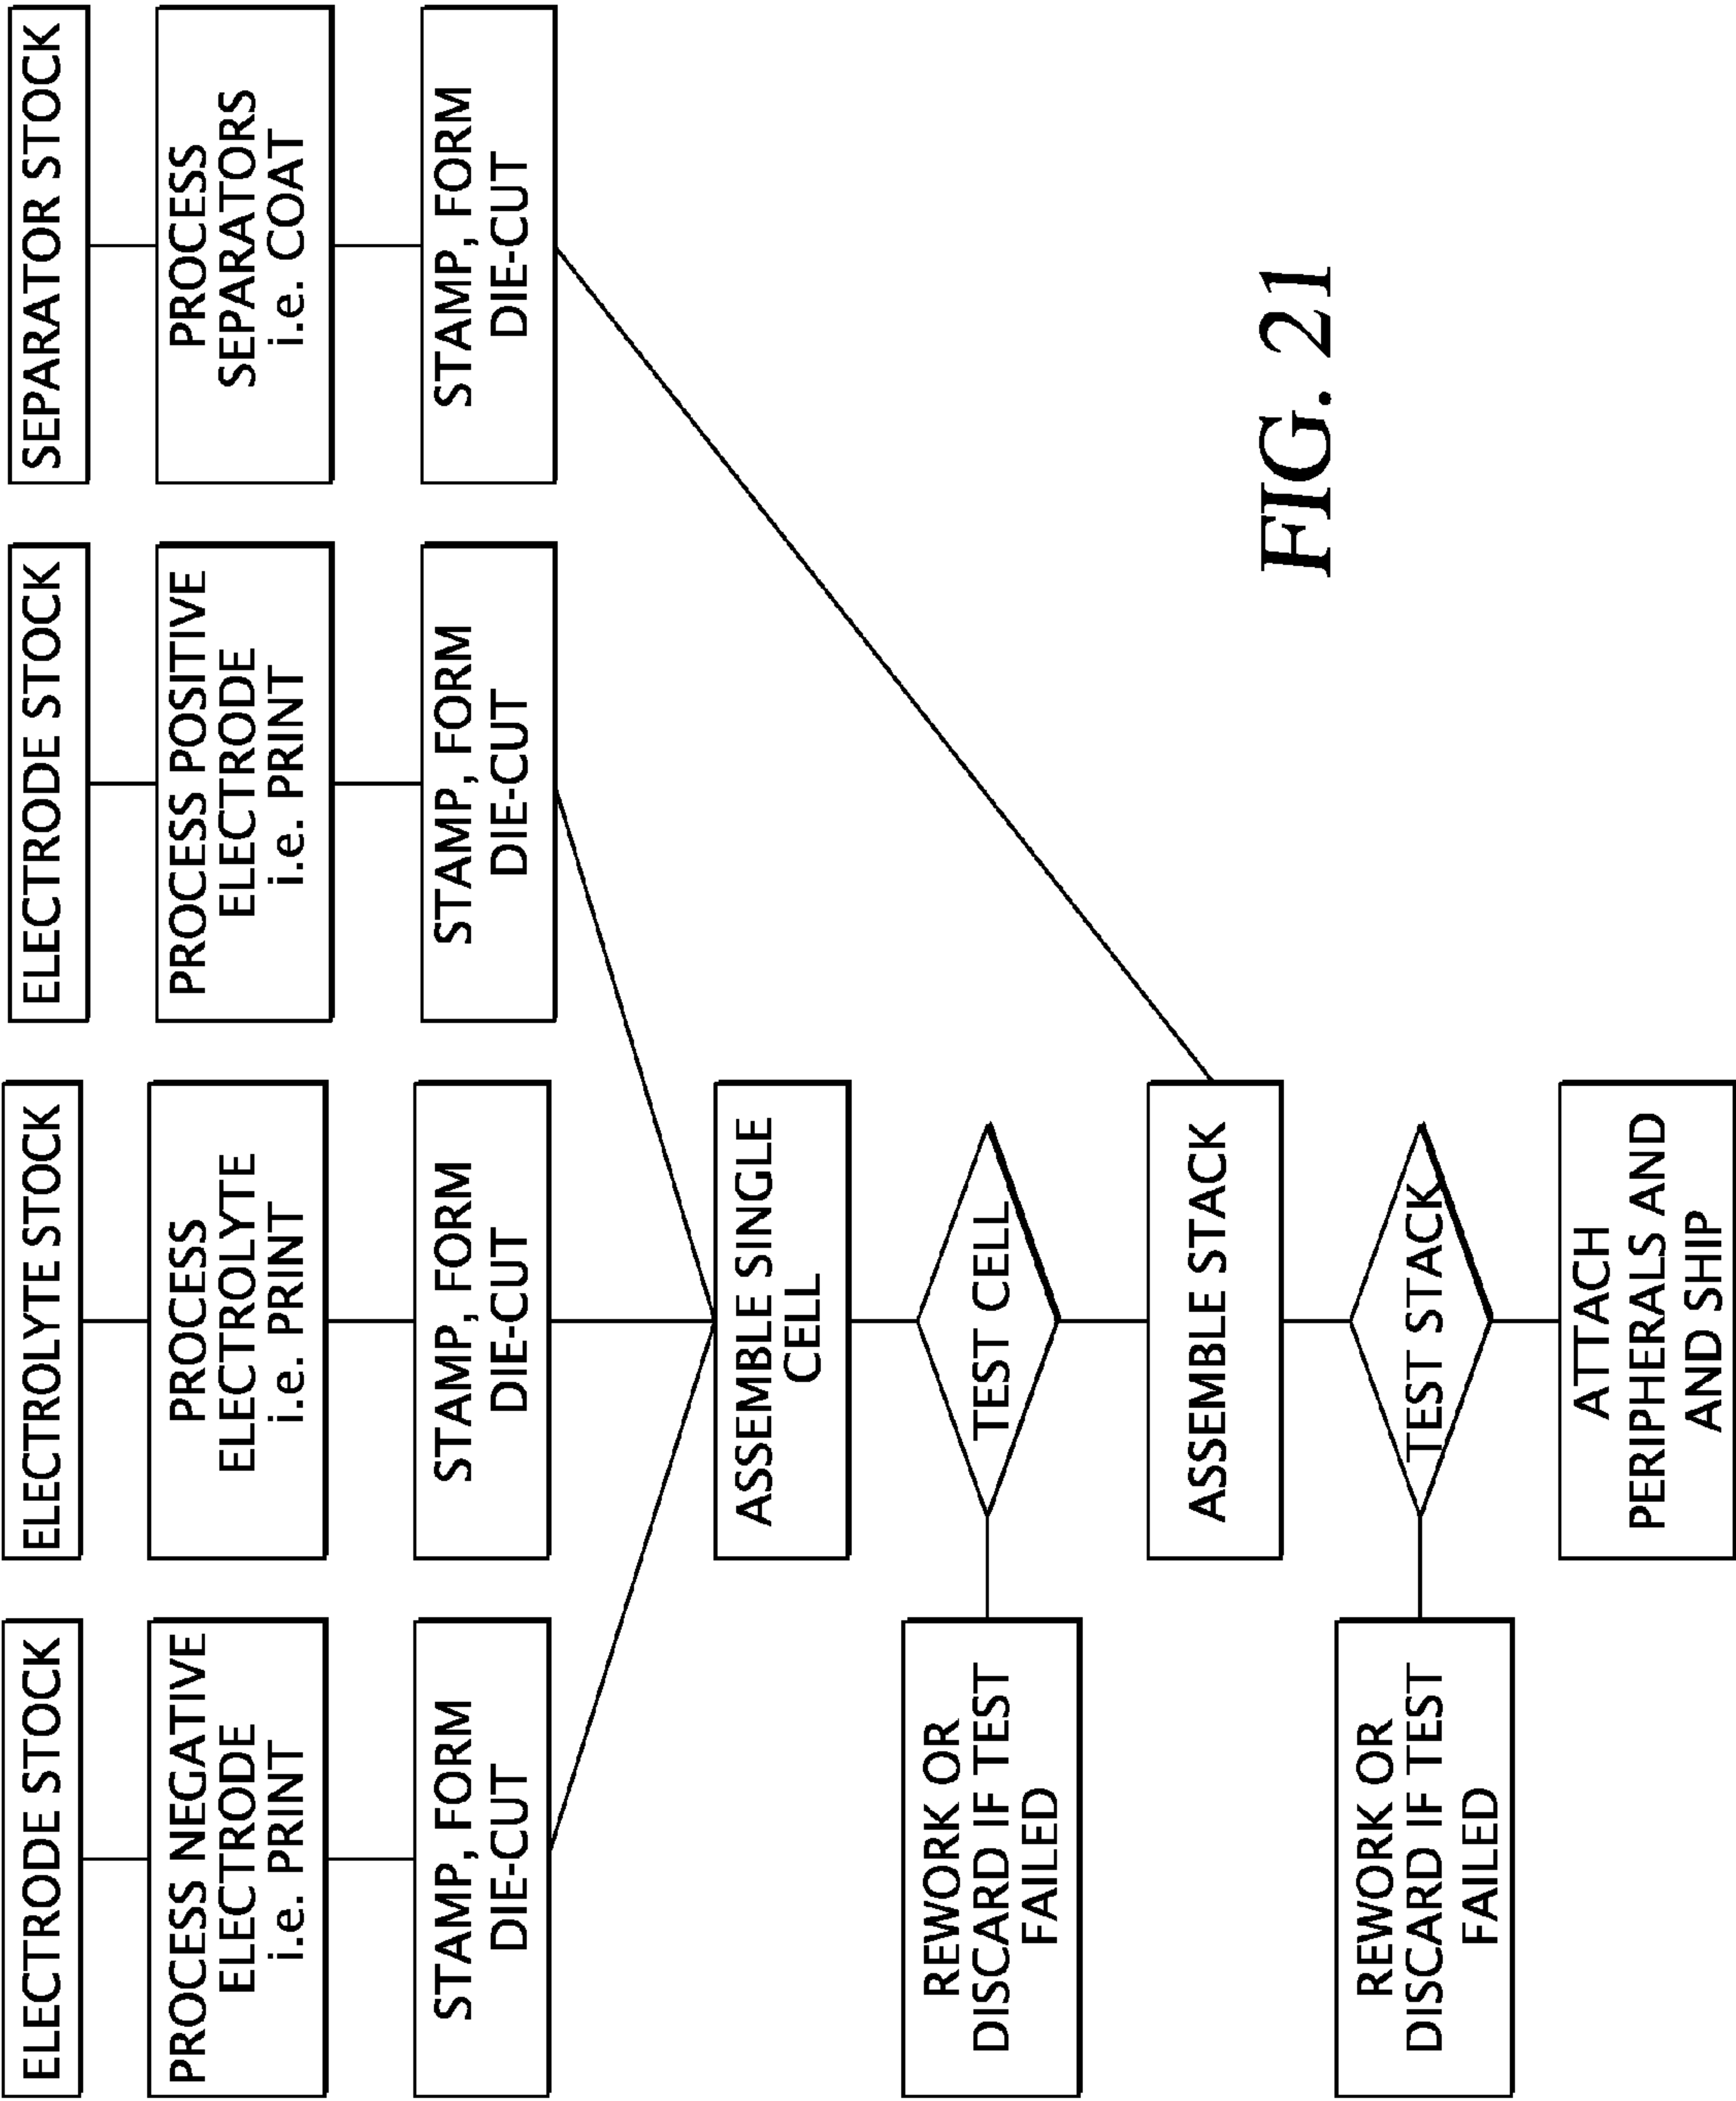 ELECTRODE STOCK
ELECTROLYTE STOCK
ELECTRODE STOCK
SEPARATOR STOCK
PROCESS NEGATIVE
ELECTRODE
i.e. PRINT
PROCESS
ELECTROLYTE
i.e. PRINT
PROCESS POSITIVE
ELECTRODE
i.e. PRINT
PROCESS
SEPARATORS
i.e. COAT
STAMP, FORM
DIE-CUT
STAMP, FORM
DIE-CUT
STAMP, FORM
DIE-CUT
STAMP, FORM
DIE-CUT
ASSEMBLE SINGLE
CELL
REWORK OR
DISCARD IF TEST
FAILED
TEST CELL
ASSEMBLE STACK
REWORK OR
DISCARD IF TEST
FAILED
TEST STACK
ATTACH
PERIPHERALS AND
AND SHIP
FIG. 21